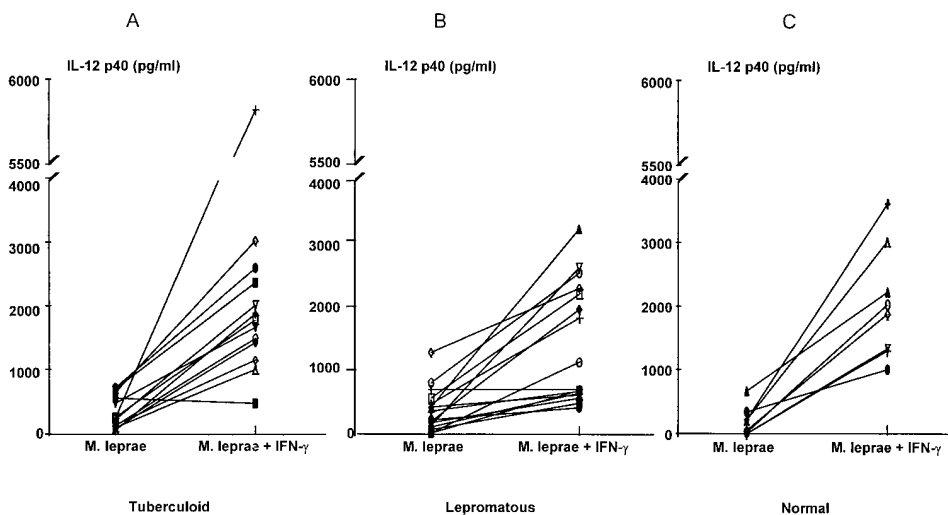 A
B
C
IL-12 p40 (pg/ml)
IL-12 p40 (pg/ml)
IL-12 p40 (pg/ml)
6000
5500
4000
3000
2000
1000
0
6000
5500
4000
3000
2000
1000
0
6000
5500
4000
3000
2000
1000
0
M. leprae
M. leprae + IFN-γ
M. leprae
M. leprae + IFN-γ
M. leprae
M. leprae + IFN-γ
Tuberculoid
Lepromatous
Normal